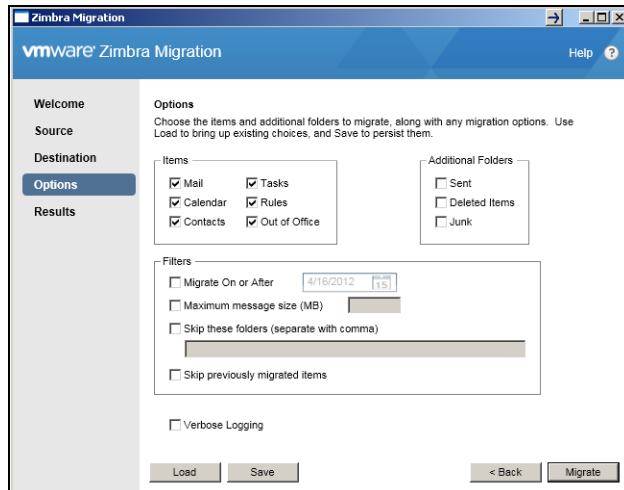 Zimbra Migration
vmware Zimbra Migration
Help ?
Welcome
Source
Destination
Options
Results
Options
Choose the items and additional folders to migrate, along with any migration options. Use
Load to bring up existing choices, and Save to persist them.
Items
Mail
Tasks
Calendar
Rules
Contacts
Out of Office
Additional Folders
Sent
Deleted Items
Junk
Filters
Migrate On or After
4/16/2012
15
Maximum message size (MB)
Skip these folders (separate with comma)
Skip previously migrated items
Verbose Logging
Load
Save
< Back
Migrate